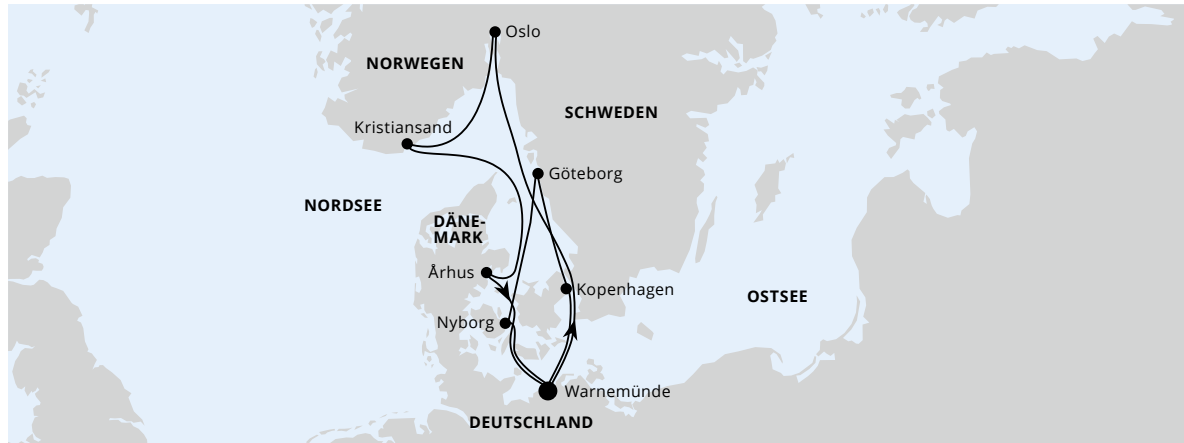 Oslo
NORWEGEN
SCHWEDEN
Kristiansand
Göteborg
NORDSEE
DÄNE-
MARK
Århus
Kopenhagen
OSTSEE
Nyborg
Warnemünde
DEUTSCHLAND